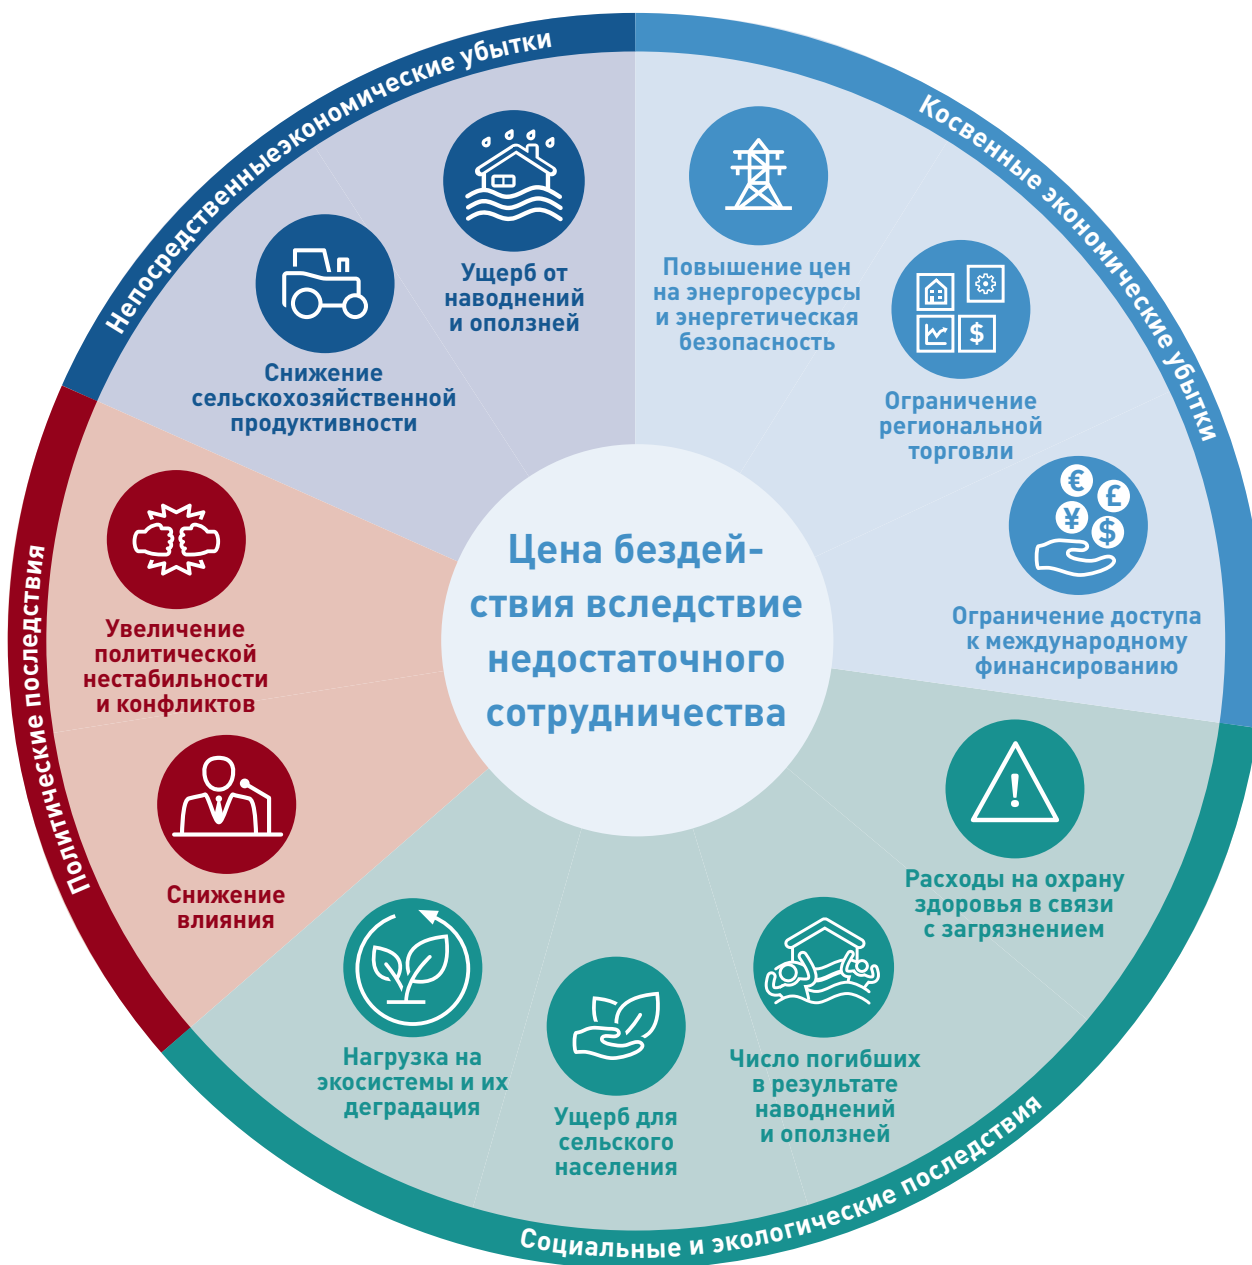 Непосредственныеэкономические убытки
Косвенные экономические убытки
Ущерб от
наводнений
и оползней
Снижение
сельскохозяйственной
продуктивности
Повышение цен
на энергоресурсы
и энергетическая
безопасность
$
Ограничение
региональной
торговли
€
£
¥
$
Ограничение доступа
к международному
финансированию
Цена бездей-
ствия вследствие
недостаточного
сотрудничества
Политические последствия
Увеличение
политической
нестабильности
и конфликтов
Снижение
влияния
!
Расходы на охрану
здоровья в связи
с загрязнением
Число погибших
в результате
наводнений
и оползней
Ущерб для
сельского
населения
Нагрузка на
экосистемы и их
деградация
Социальные и экологические последствия